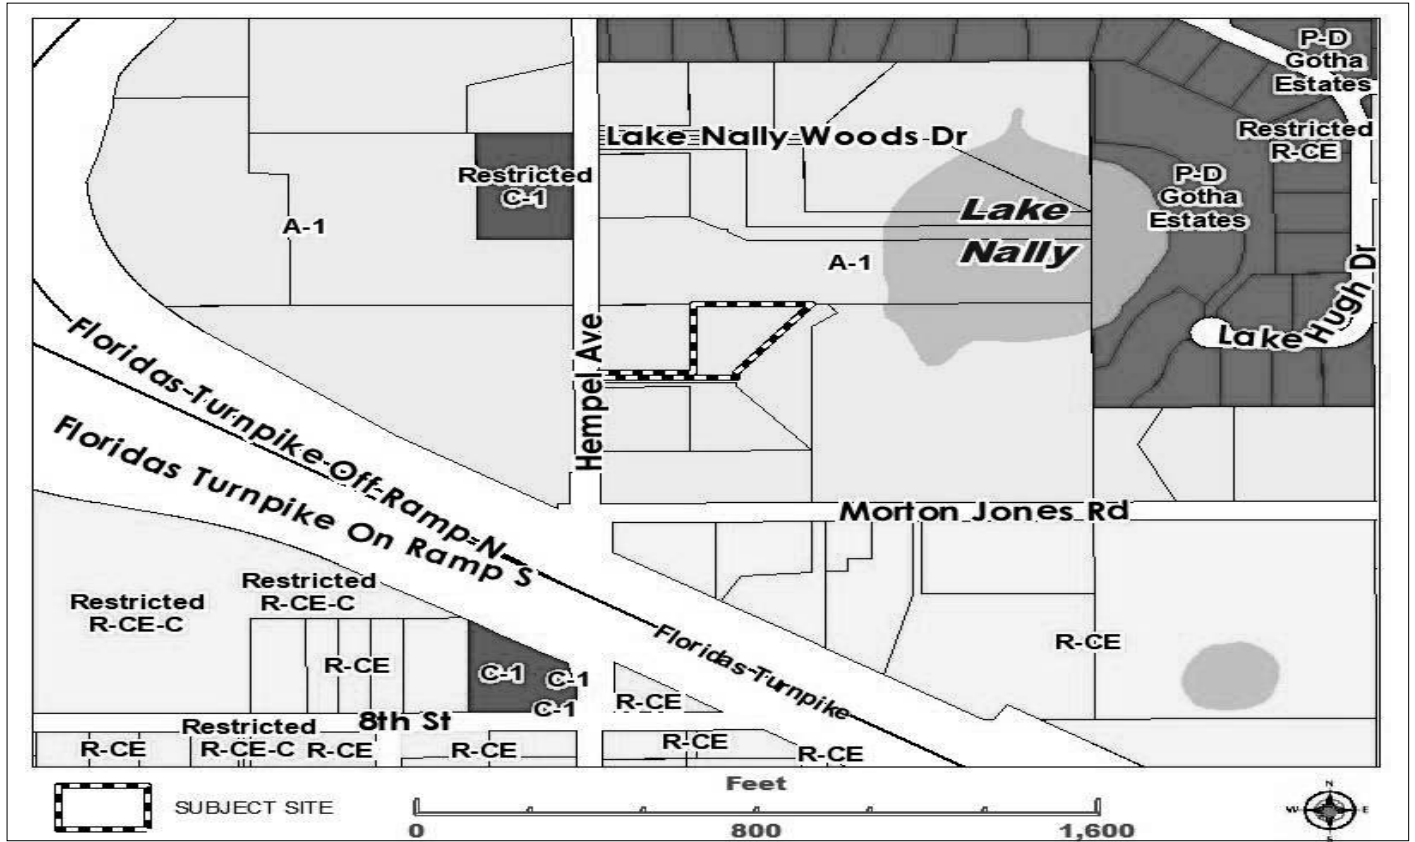 P-D
Gotha
Estates
Lake Nally Woods Dr
Restricted
R-CE
Restricted
C-1
P-D
Gotha
Estates
A-1
Lake
Nally
A-1
Hempel Ave
Lake Hugh Dr
Floridas-Turnpike-Off-Ramp-N
Floridas Turnpike On Ramp S
Morton Jones Rd
Restricted
R-CE-C
Restricted
R-CE-C
R-CE
Floridas-Turnpike
R-CE
C-1
C-1
C-1
R-CE
8th St
Restricted
R-CE-C
R-CE
R-CE
R-CE
R-CE
R-CE
SUBJECT SITE
Feet
0
800
1,600
N
W
E
S